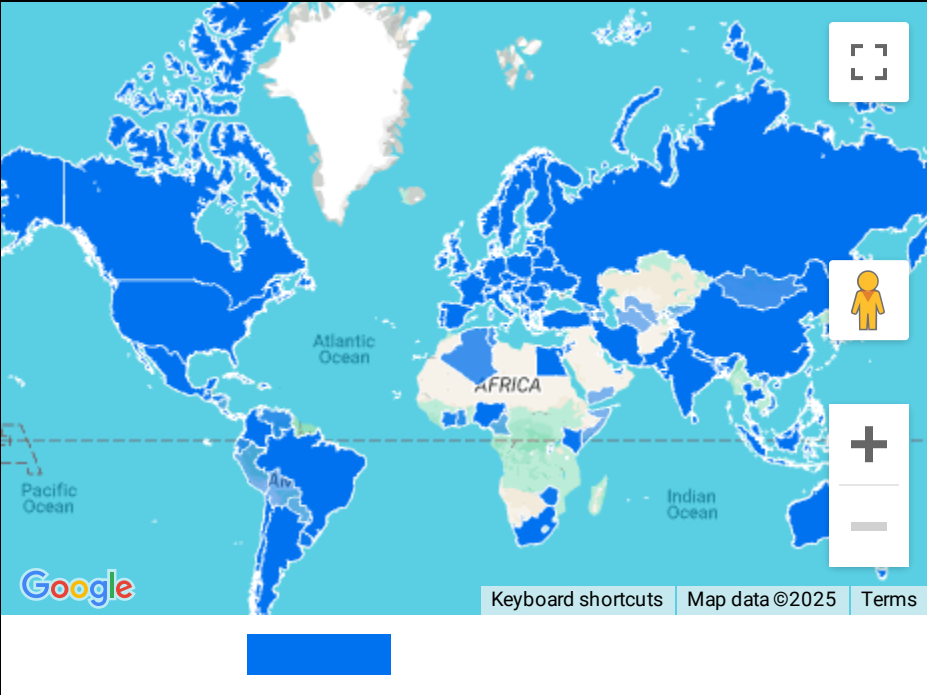 Atlantic
Ocean
AFRICA
Pacific
Ocean
Indian
Ocean
Google
Keyboard shortcuts
Map data ©2025
Terms